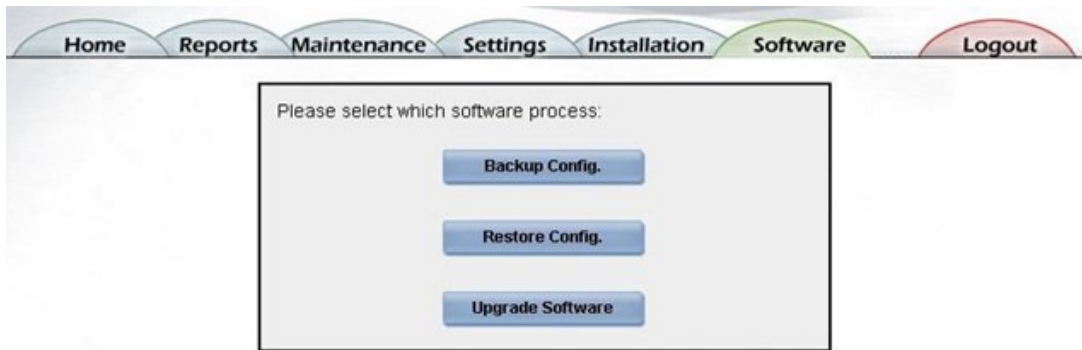 Home Reports Maintenance Settings Installation Software Logout
Please select which software process:
Backup Config.
Restore Config.
Upgrade Software